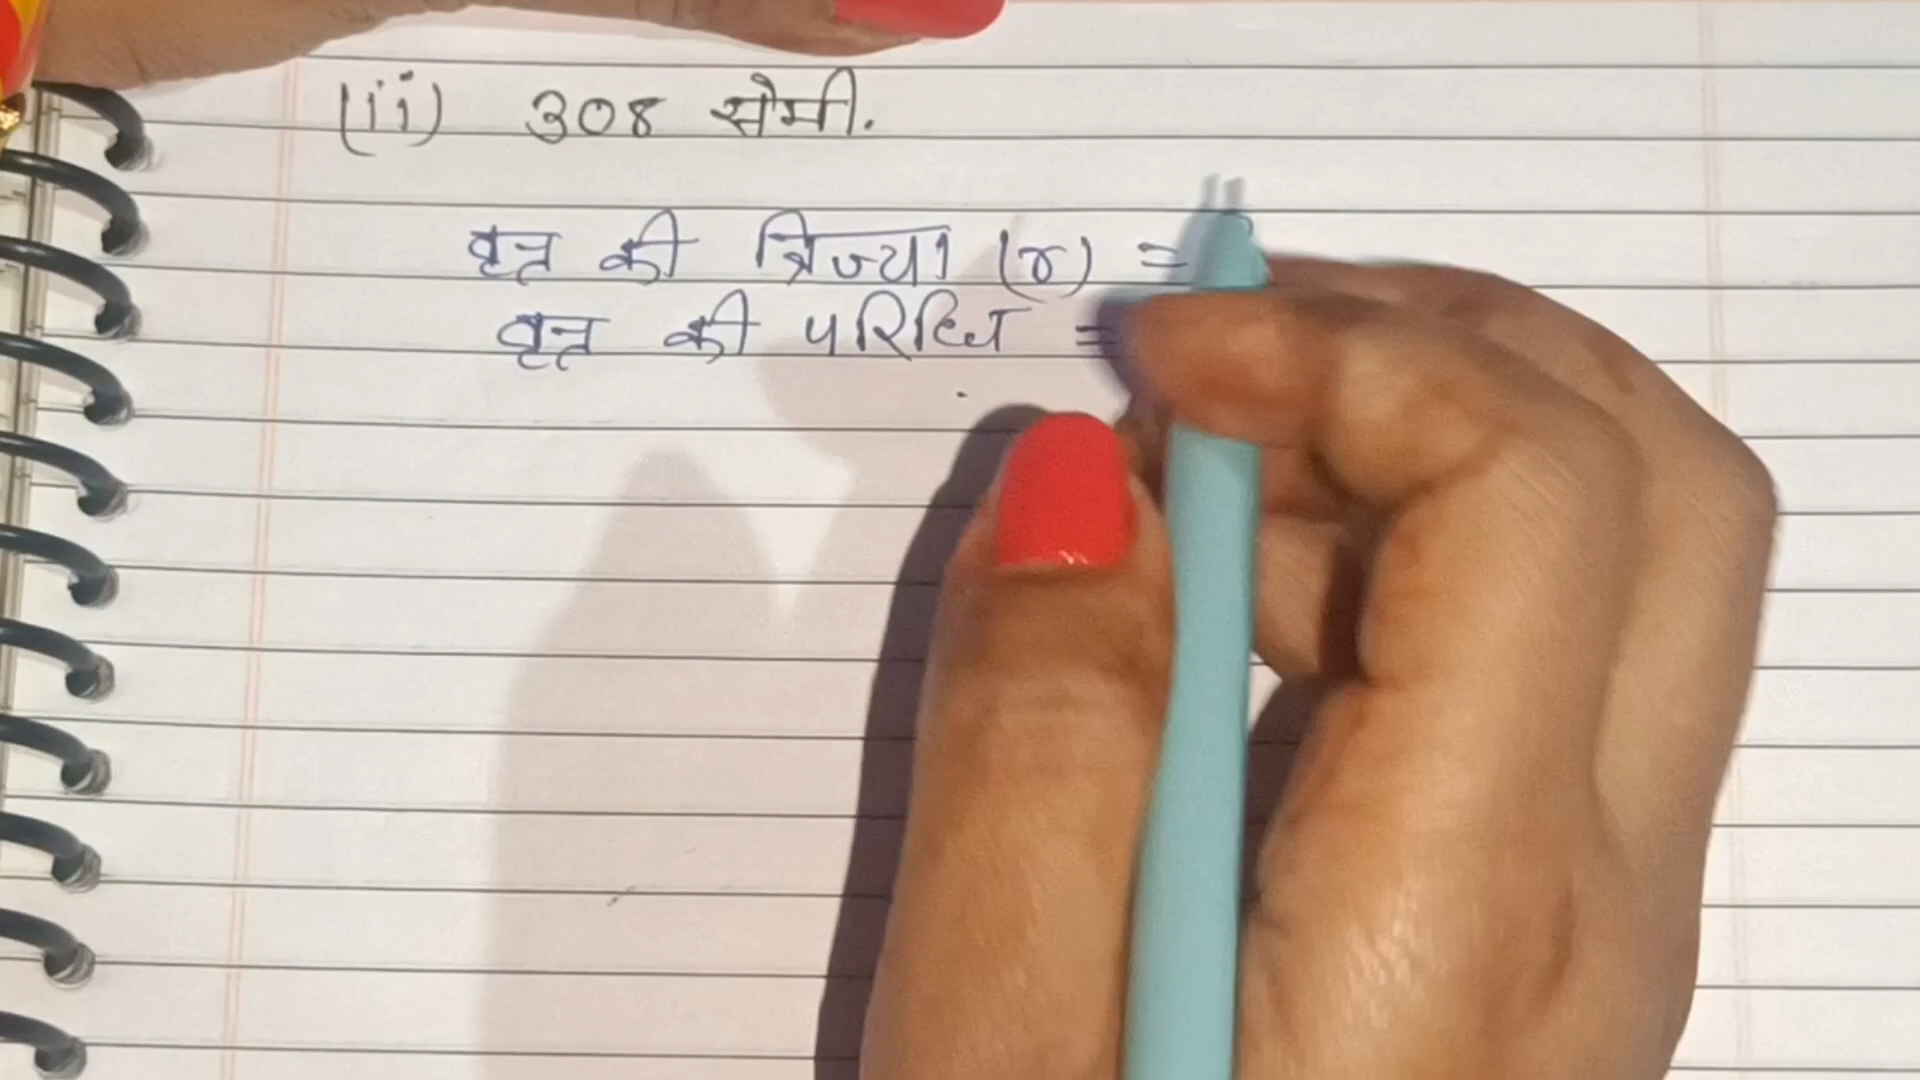 (ii) 308 सेमी.
वृत्त की त्रिज्या (r) =
वृत्त की परिधि =